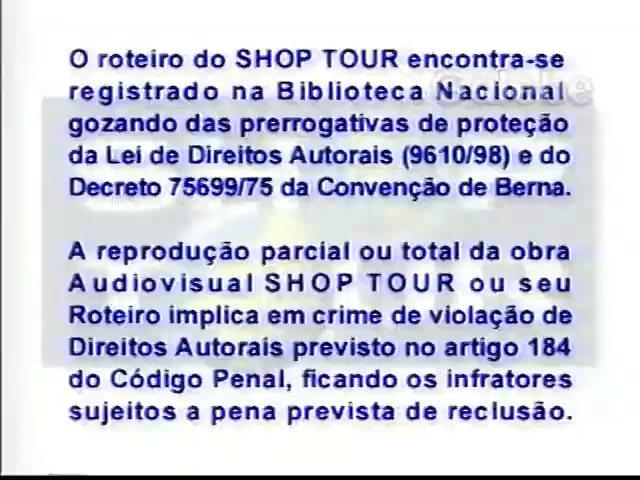 O roteiro do SHOP TOUR encontra-se
registrado na Biblioteca Nacional
gozando das prerrogativas de proteção
da Lei de Direitos Autorais (9610/98) e do
Decreto 75699/75 da Convenção de Berna.
A reprodução parcial ou total da obra
Audiovisual SHOP TOUR ou seu
Roteiro implica em crime de violação de
Direitos Autorais previsto no artigo 184
do Código Penal, ficando os infratores
sujeitos a pena prevista de reclusão.